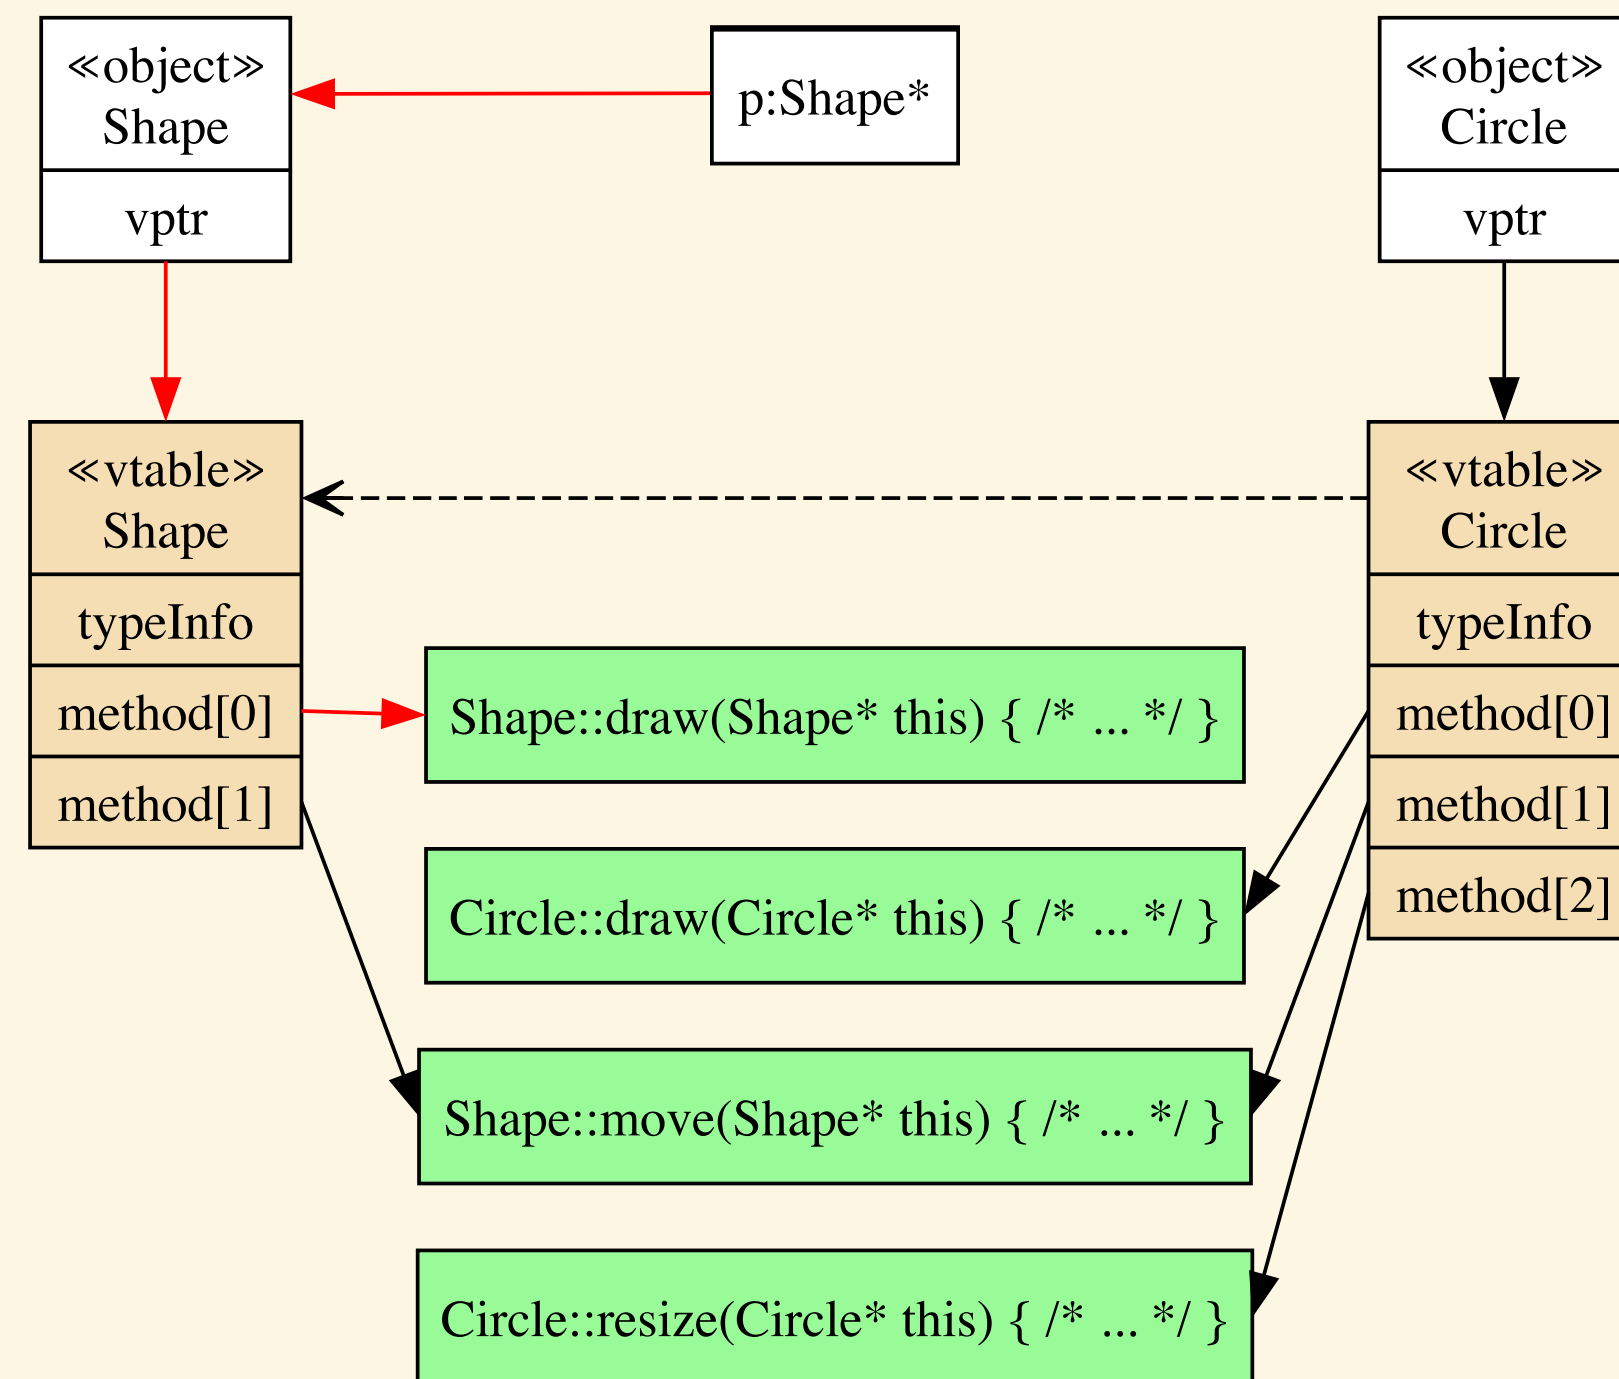 ≪object≫
Shape
vptr
p:Shape*
≪object≫
Circle
vptr
≪vtable≫
Shape
typeInfo
method[0]
method[1]
≪vtable≫
Circle
typeInfo
method[0]
method[1]
method[2]
Shape::draw(Shape* this) { /* ... */ }
Circle::draw(Circle* this) { /* ... */ }
Shape::move(Shape* this) { /* ... */ }
Circle::resize(Circle* this) { /* ... */ }